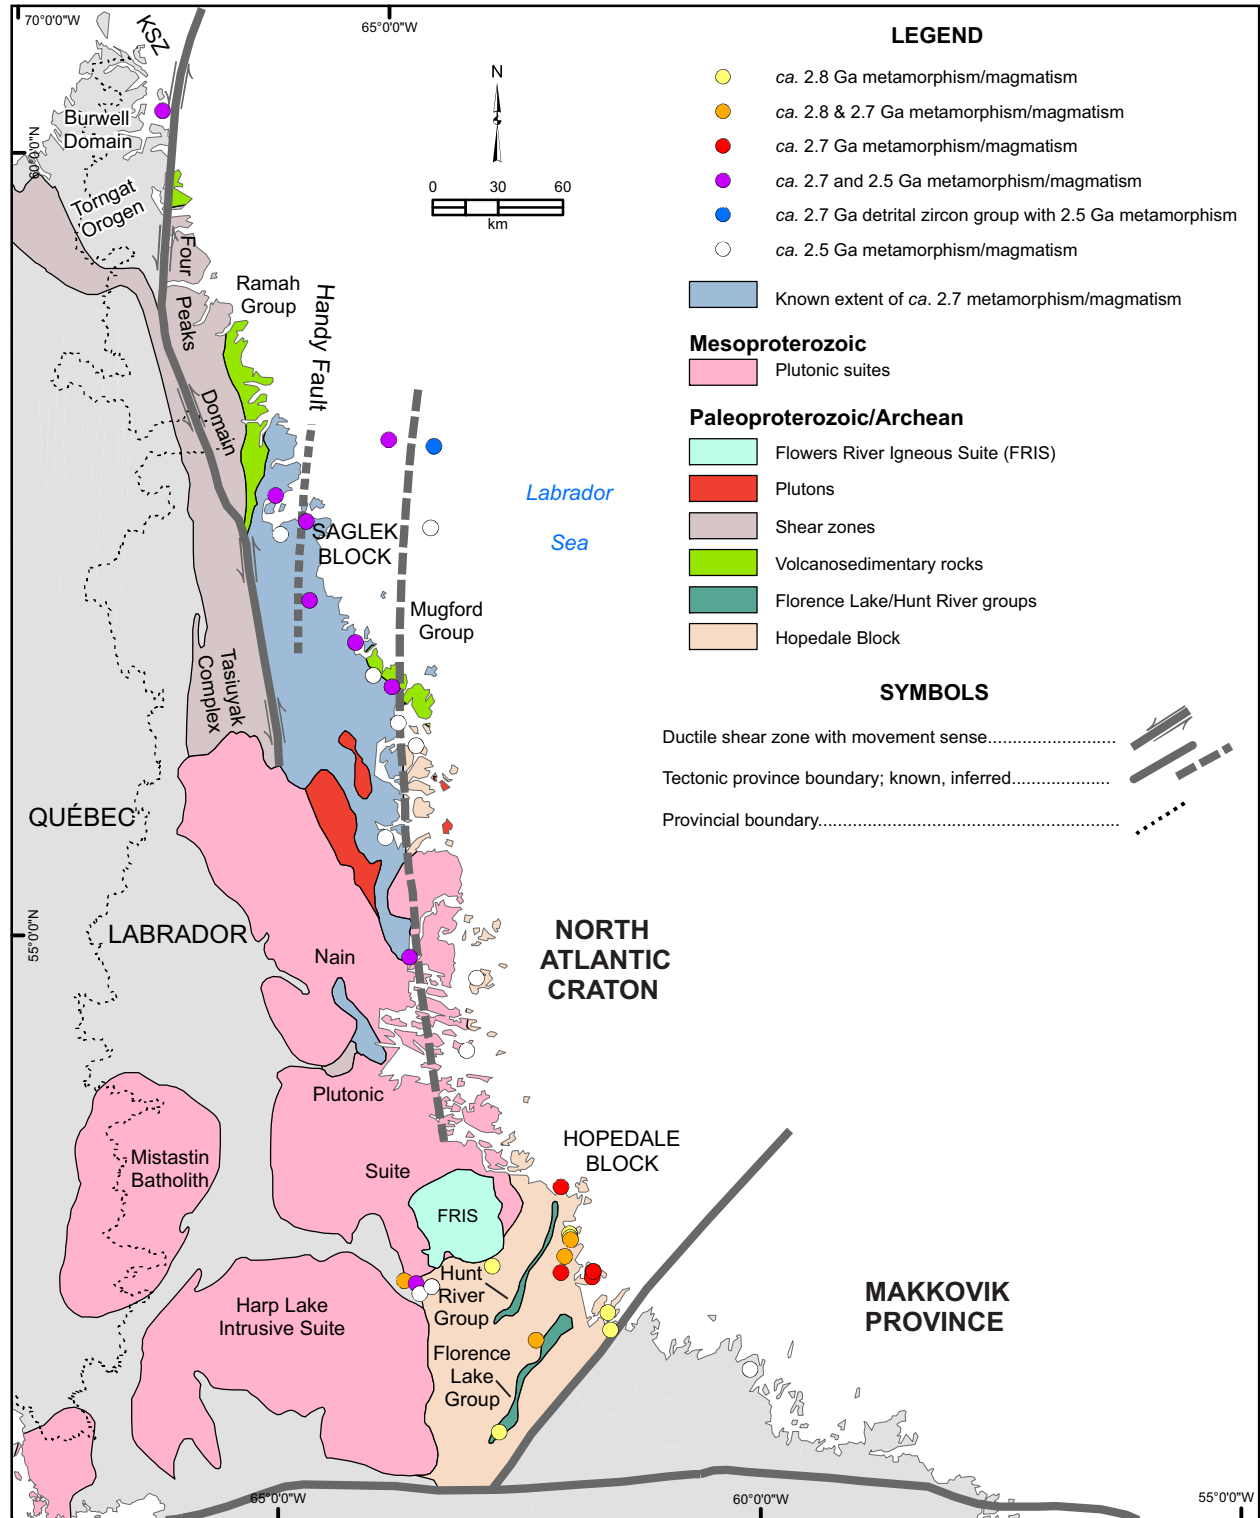 70°0'0"W
65°0'0"W
KSZ
N
0 30 60
km
Burwell
Domain
60°0'0"N
Torngat
Orogen
Four
Peaks
Domain
Ramah
Group
Handy Fault
SAGLEK
BLOCK
Labrador
Sea
Mugford
Group
Tasiuyak
Complex
QUÉBEC
LABRADOR
55°0'0"N
Nain
Plutonic
Suite
NORTH
ATLANTIC
CRATON
Mistastin
Batholith
HOPEDALE
BLOCK
FRIS
Hunt
River
Group
Harp Lake
Intrusive Suite
Florence
Lake
Group
MAKKOVIK
PROVINCE
65°0'0"W
60°0'0"W
55°0'0"W
LEGEND
ca. 2.8 Ga metamorphism/magmatism
ca. 2.8 & 2.7 Ga metamorphism/magmatism
ca. 2.7 Ga metamorphism/magmatism
ca. 2.7 and 2.5 Ga metamorphism/magmatism
ca. 2.7 Ga detrital zircon group with 2.5 Ga metamorphism
ca. 2.5 Ga metamorphism/magmatism
Known extent of ca. 2.7 metamorphism/magmatism
Mesoproterozoic
Plutonic suites
Paleoproterozoic/Archean
Flowers River Igneous Suite (FRIS)
Plutons
Shear zones
Volcanosedimentary rocks
Florence Lake/Hunt River groups
Hopedale Block
SYMBOLS
Ductile shear zone with movement sense........................
Tectonic province boundary; known, inferred...................
Provincial boundary..........................................................